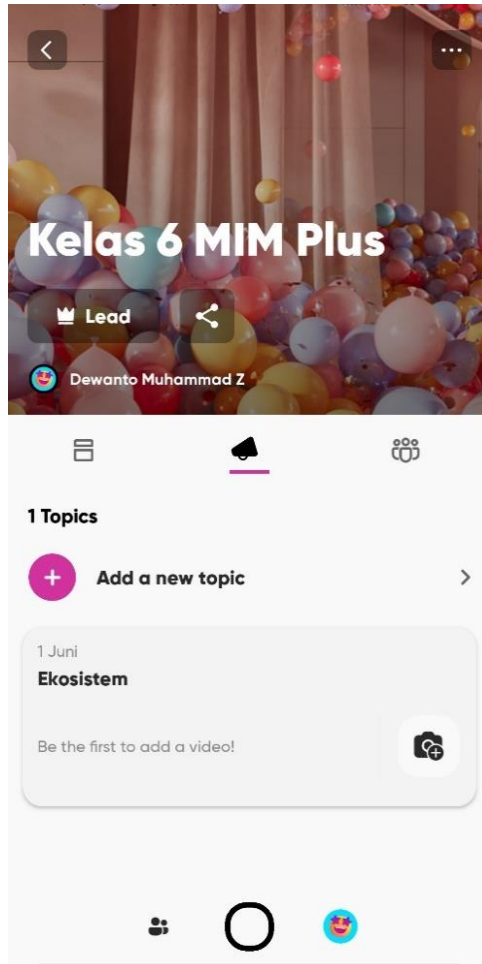 Kelas 6 MIM Plus
Lead
Dewanto Muhammad Z
1 Topics
Add a new topic
1 Juni
Ekosistem
Be the first to add a video!